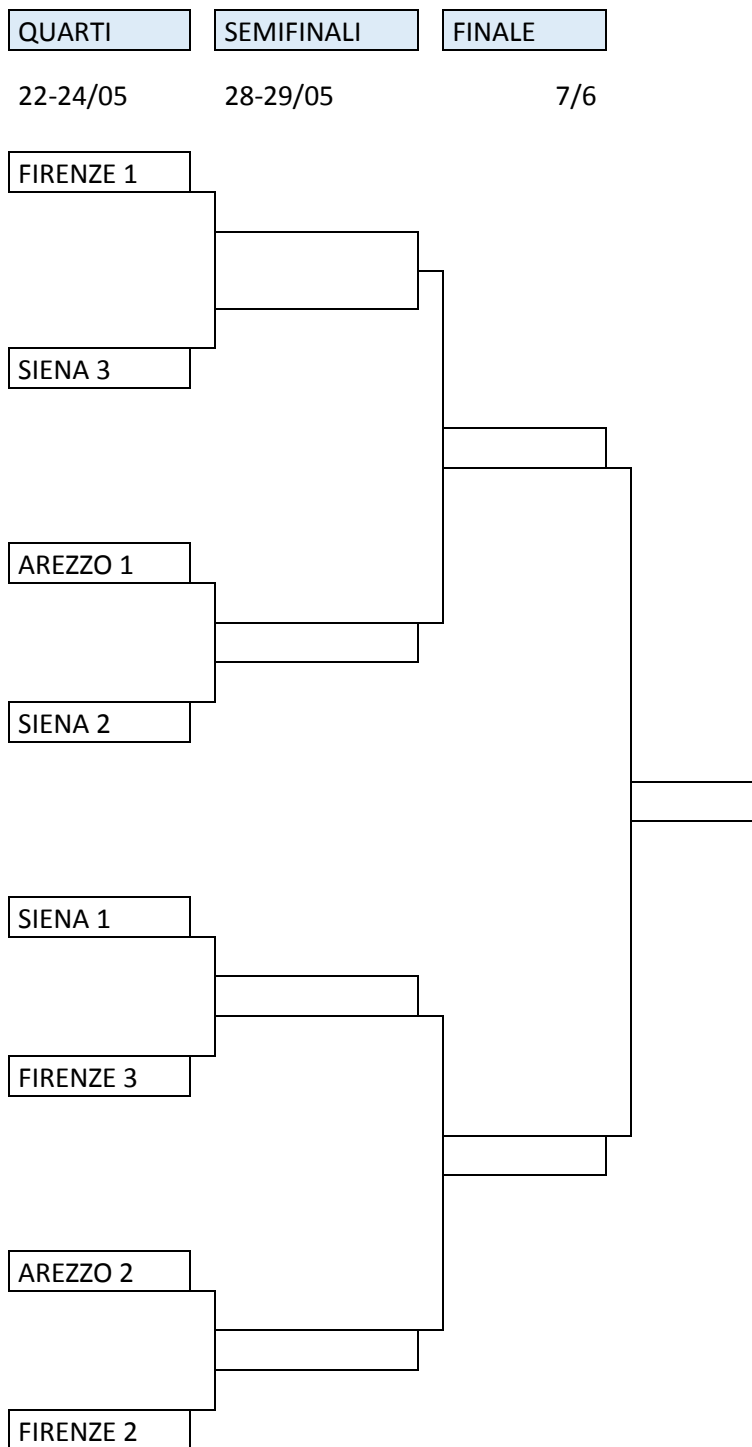 QUARTI SEMIFINALI FINALE
22-24/05 28-29/05 7/6
FIRENZE 1
SIENA 3
AREZZO 1
SIENA 2
SIENA 1
FIRENZE 3
AREZZO 2
FIRENZE 2